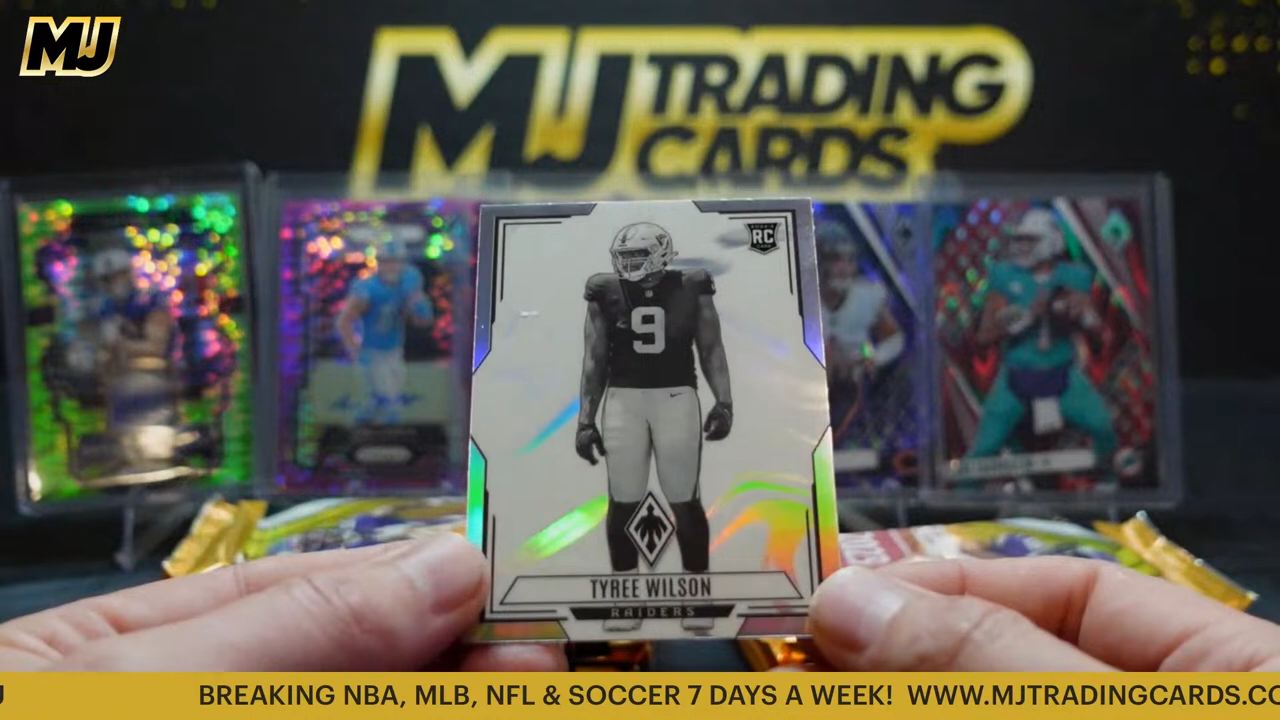 MJ
MJ TRADING
CARDS
RC
9
TYREE WILSON
RAIDERS
J
BREAKING NBA, MLB, NFL & SOCCER 7 DAYS A WEEK! WWW.MJTRADINGCARDS.CO